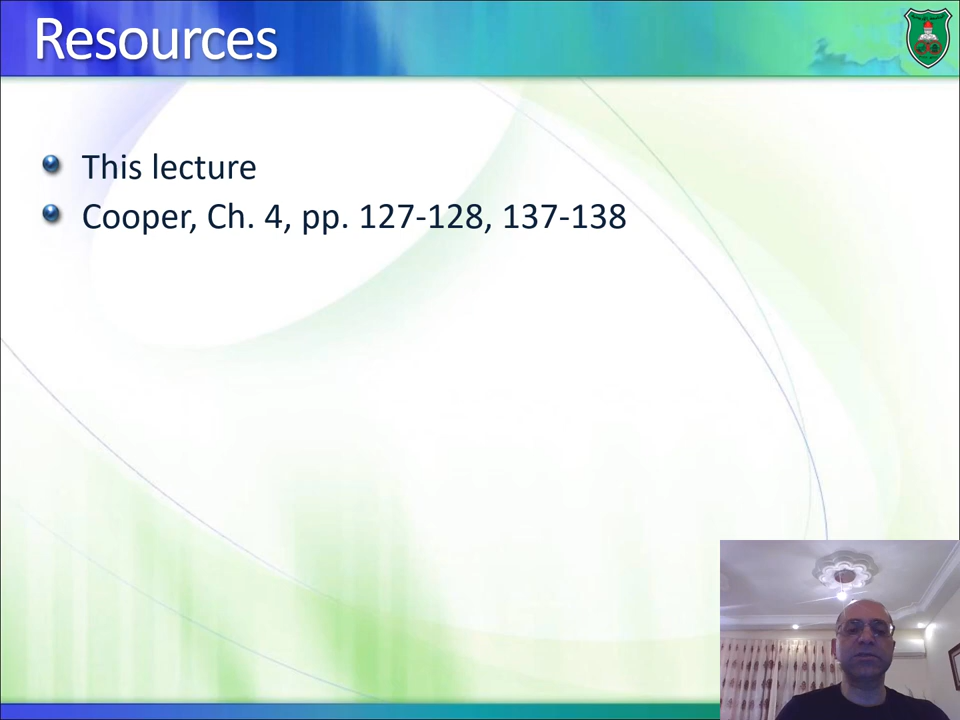 Resources
This lecture
Cooper, Ch. 4, pp. 127-128, 137-138